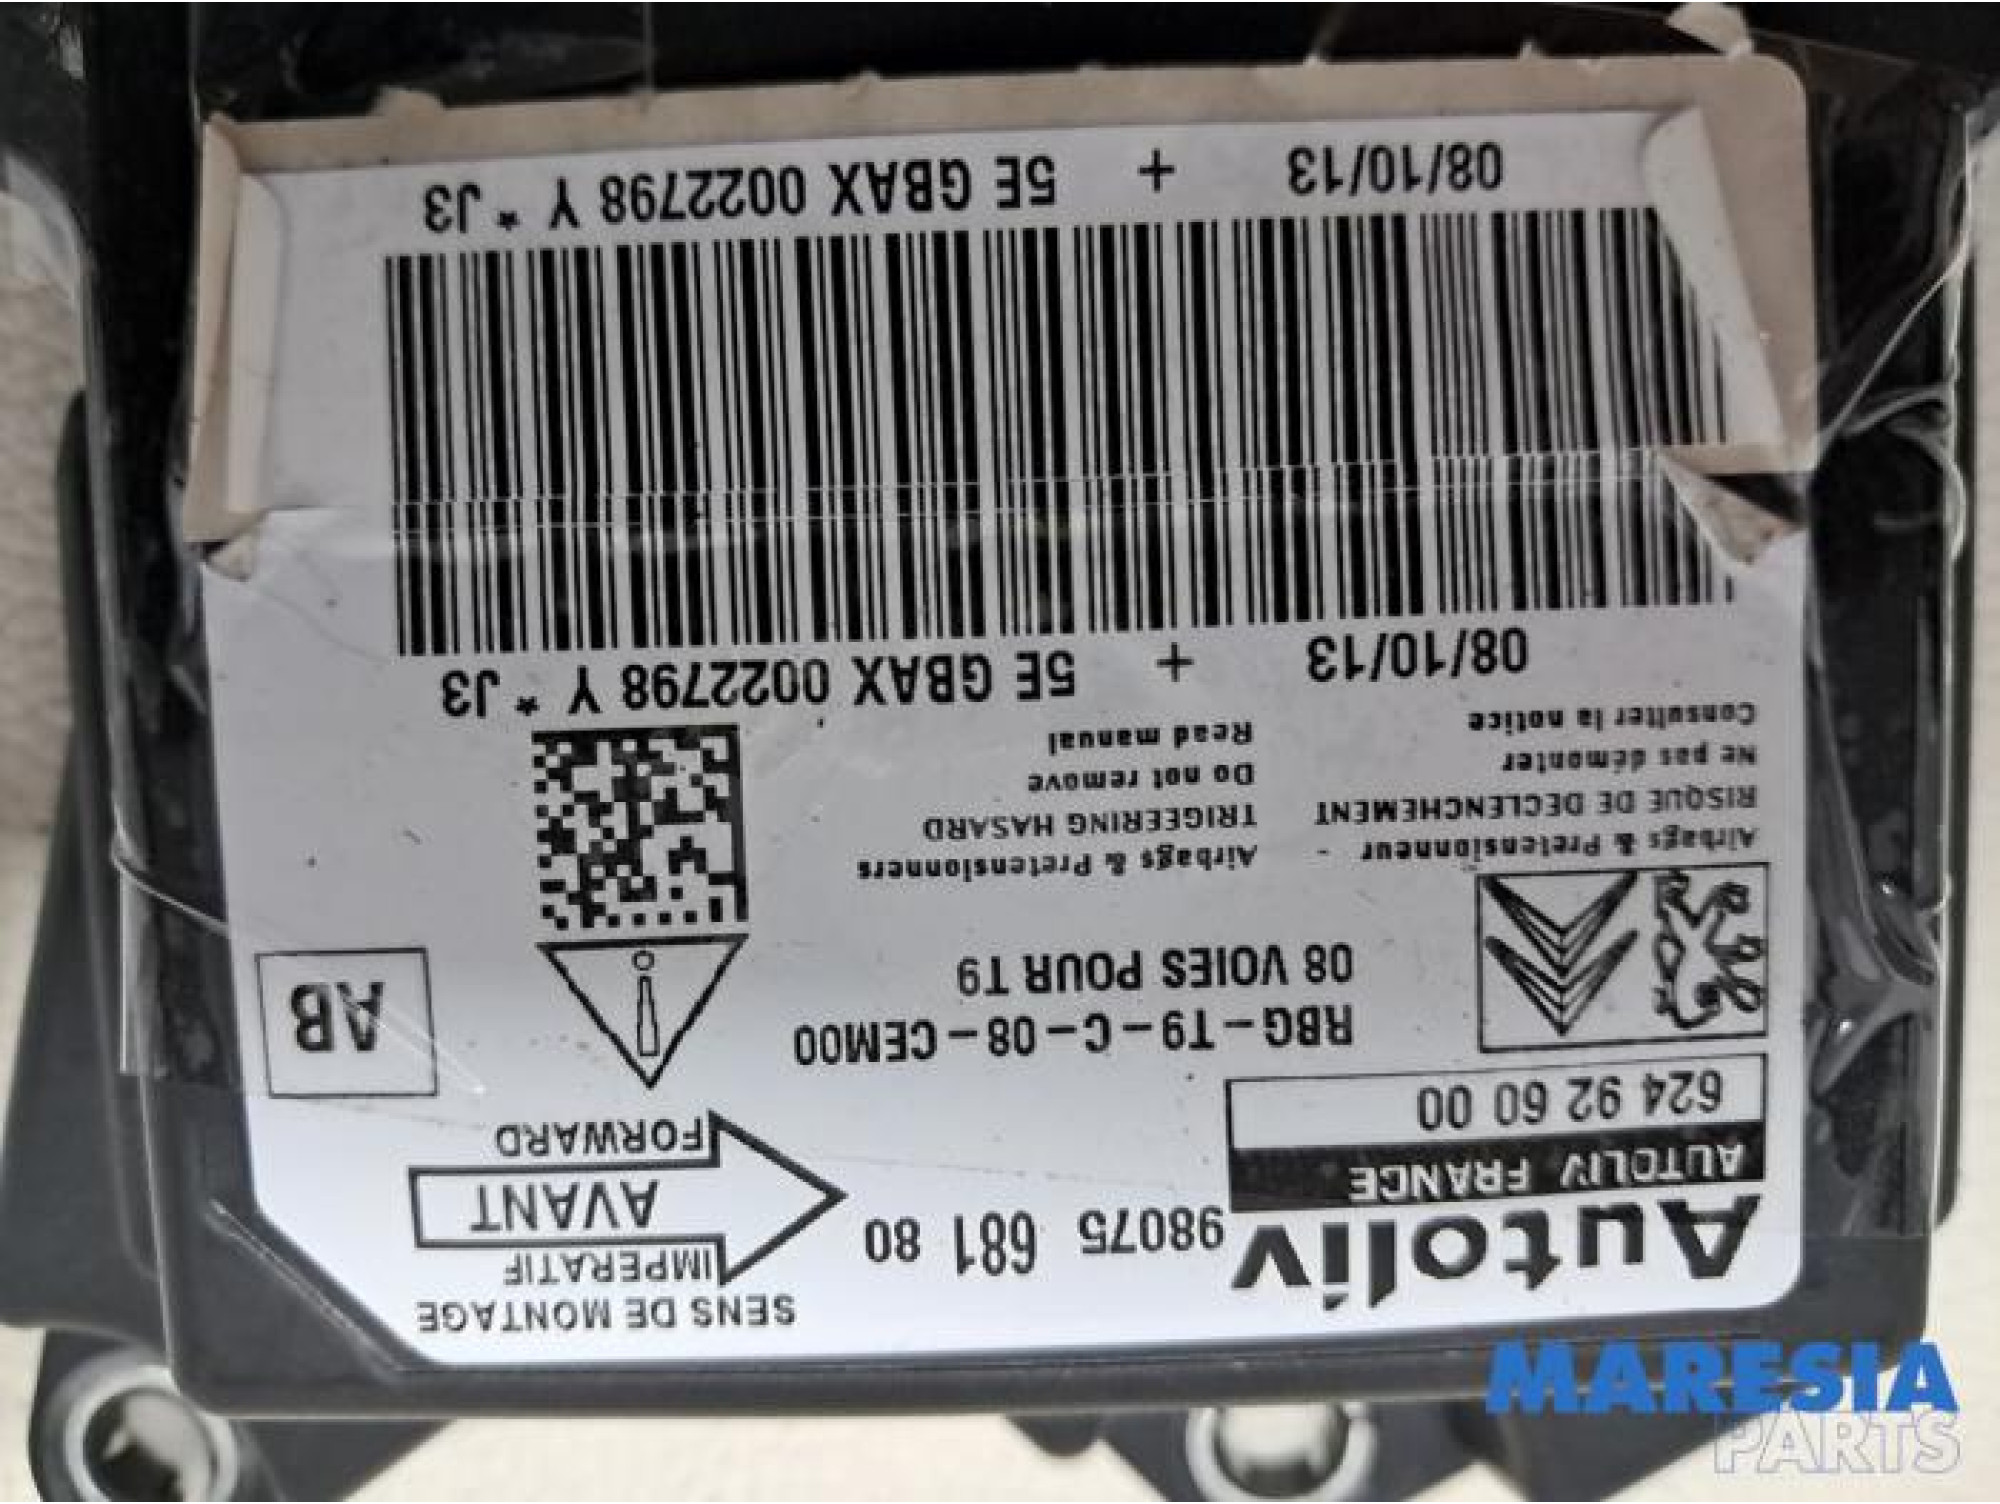 SENS DE MONTAGE
IMPERATIF
AVANT
FORWARD
Autoliv 98075 681 80
AUTOLIV FRANCE
624 92 60 00
RBG-T9-C-08-CEM00
08 VOIES POUR T9
AB
Airbags & Pretensionneur -
RISQUE DE DECLENCHEMENT
Ne pas démonter
Consulter la notice
Airbags & Pretensionners
TRIGEERING HASARD
Do not remove
Read manual
08/10/13 + 5E GBAX 0022798 Y * J3
08/10/13 + 5E GBAX 0022798 Y * J3
MARESIA
PARTS